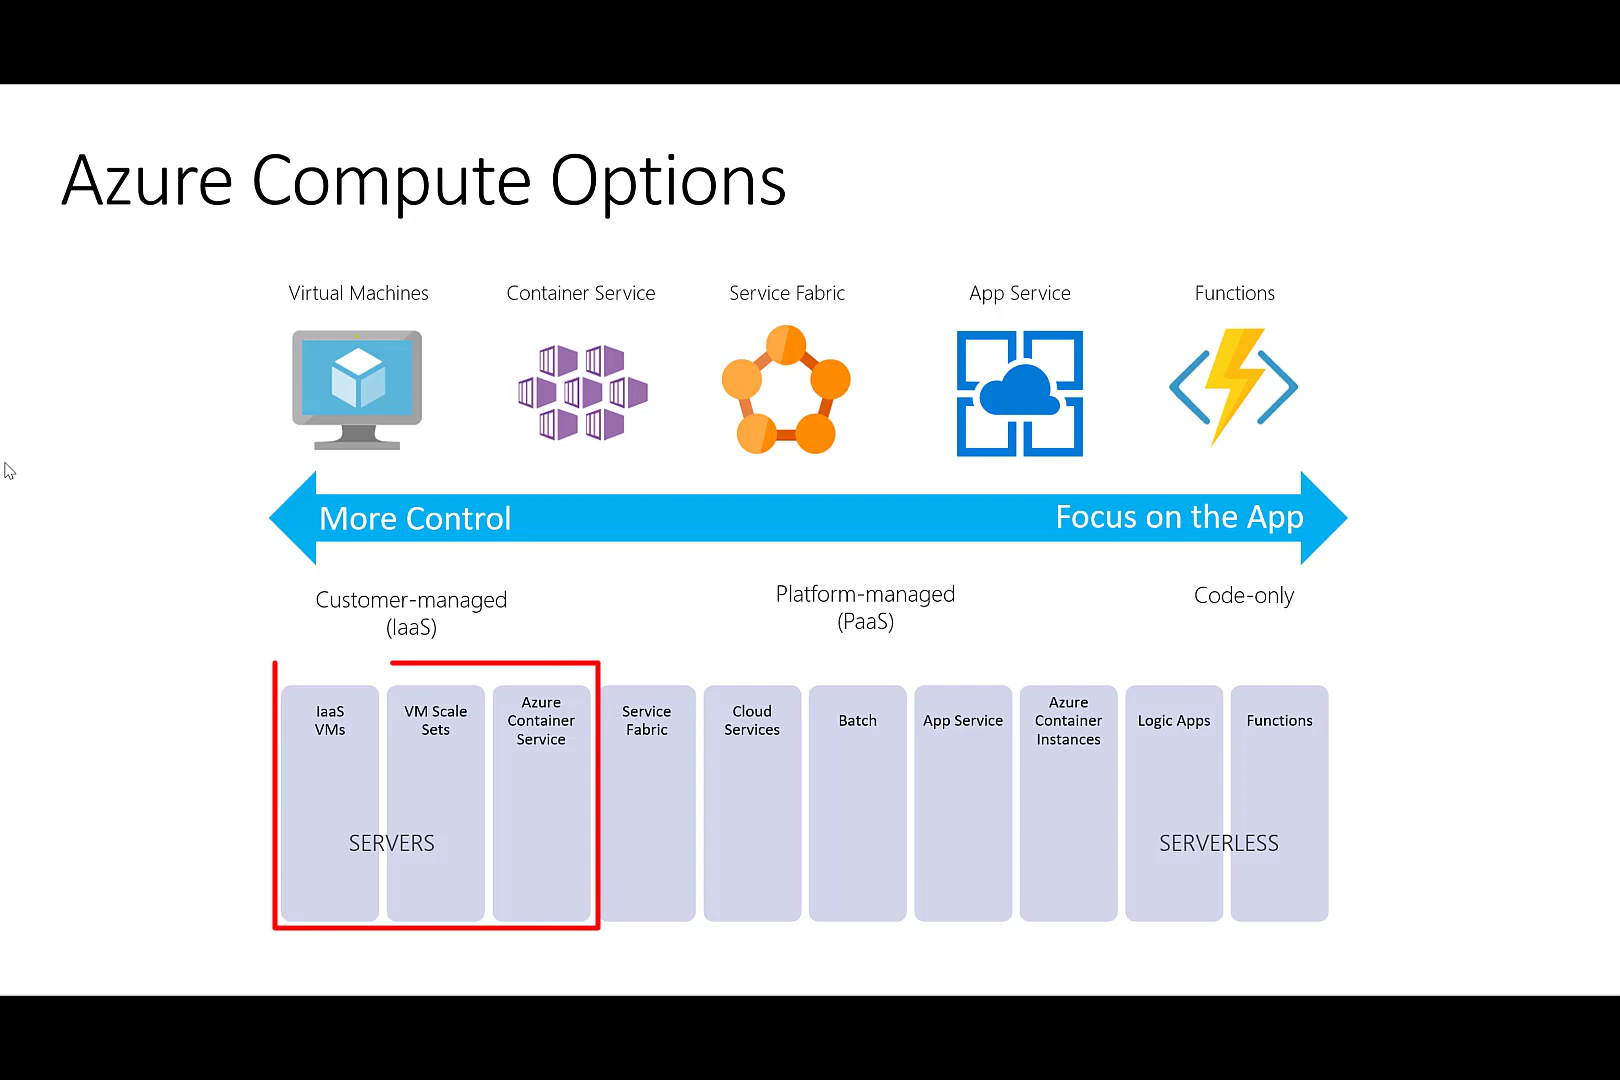 Azure Compute Options
Virtual Machines
Container Service
Service Fabric
App Service
Functions
More Control
Focus on the App
Customer-managed
(IaaS)
Platform-managed
(PaaS)
Code-only
IaaS
VMs
VM Scale
Sets
Azure
Container
Service
Service
Fabric
Cloud
Services
Batch
App Service
Azure
Container
Instances
Logic Apps
Functions
SERVERS
SERVERLESS